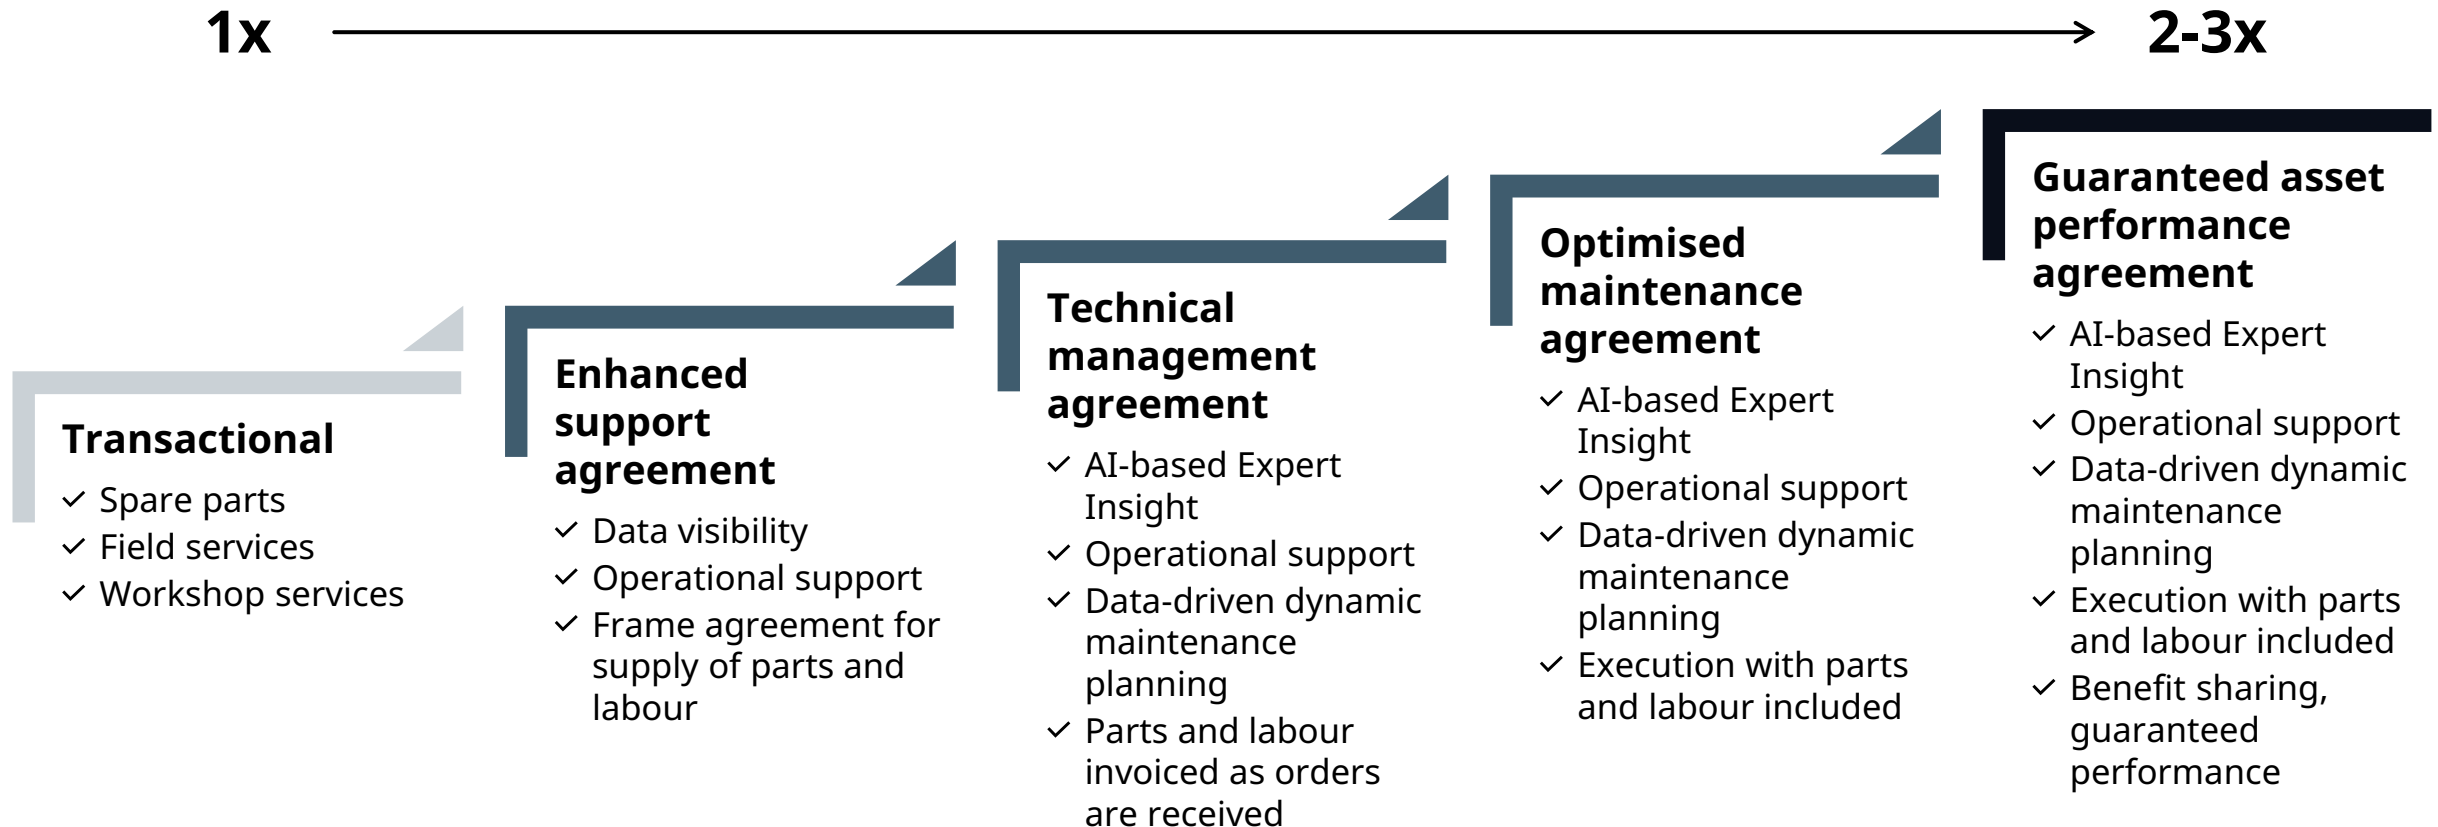 1x
2-3x
Transactional
Spare parts
Field services
Workshop services
Enhanced
support
agreement
Data visibility
Operational support
Frame agreement for
supply of parts and
labour
Technical
management
agreement
AI-based Expert
Insight
Operational support
Data-driven dynamic
maintenance
planning
Parts and labour
invoiced as orders
are received
Optimised
maintenance
agreement
AI-based Expert
Insight
Operational support
Data-driven dynamic
maintenance
planning
Execution with parts
and labour included
Guaranteed asset
performance
agreement
AI-based Expert
Insight
Operational support
Data-driven dynamic
maintenance
planning
Execution with parts
and labour included
Benefit sharing,
guaranteed
performance